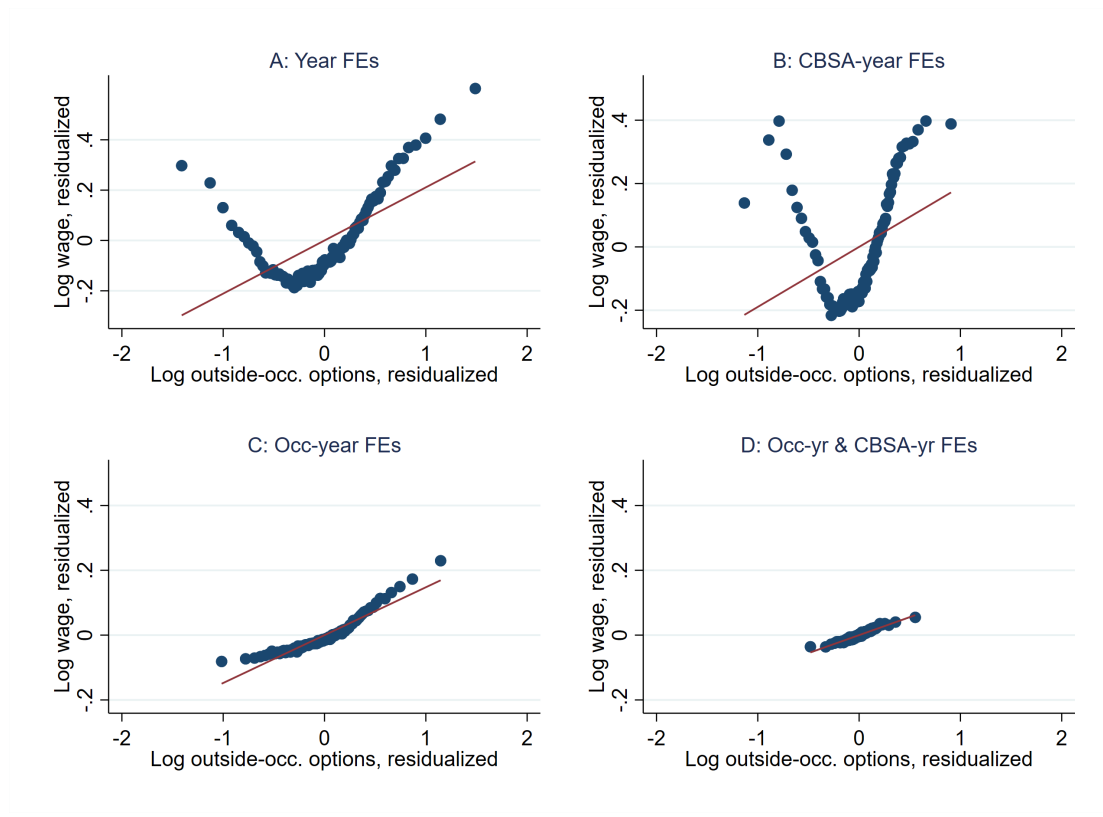 A: Year FEs
Log wage, residualized
.4
.2
0
-.2
-2 -1 0 1 2
Log outside-occ. options, residualized
B: CBSA-year FEs
Log wage, residualized
.4
.2
0
-.2
-2 -1 0 1 2
Log outside-occ. options, residualized
C: Occ-year FEs
Log wage, residualized
.4
.2
0
-.2
-2 -1 0 1 2
Log outside-occ. options, residualized
D: Occ-yr & CBSA-yr FEs
Log wage, residualized
.4
.2
0
-.2
-2 -1 0 1 2
Log outside-occ. options, residualized